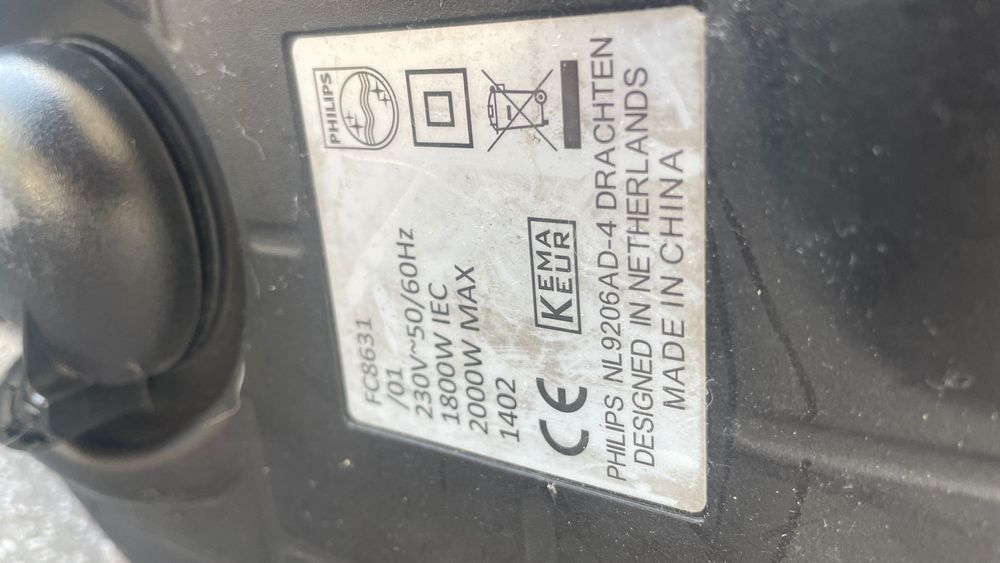 PHILIPS
FC8631
/01
230V~50/60Hz
1800W IEC
2000W MAX
1402
KEMA
KEUR
PHILIPS NL9206AD-4 DRACHTEN
DESIGNED IN NETHERLANDS
MADE IN CHINA